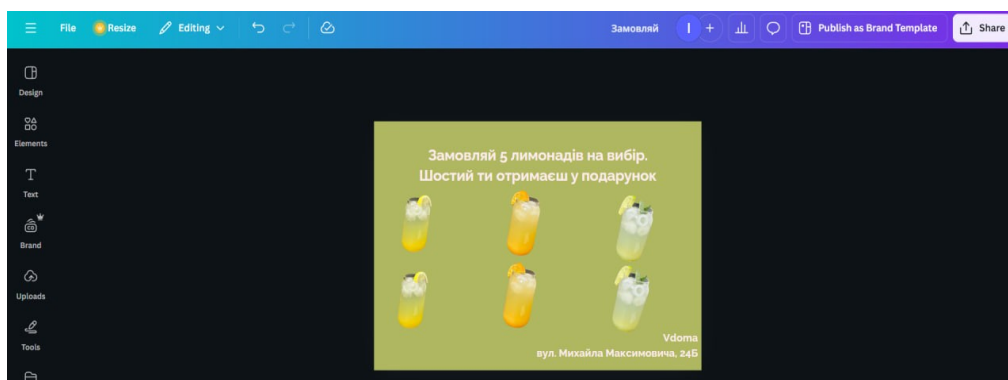 File
Resize
Editing
Замовляй
I
+
Publish as Brand Template
Share
Design
Elements
Text
Brand
Uploads
Tools
Замовляй 5 лимонадів на вибір.
Шостий ти отримаєш у подарунок
Vdoma
вул. Михайла Максимовича, 24Б